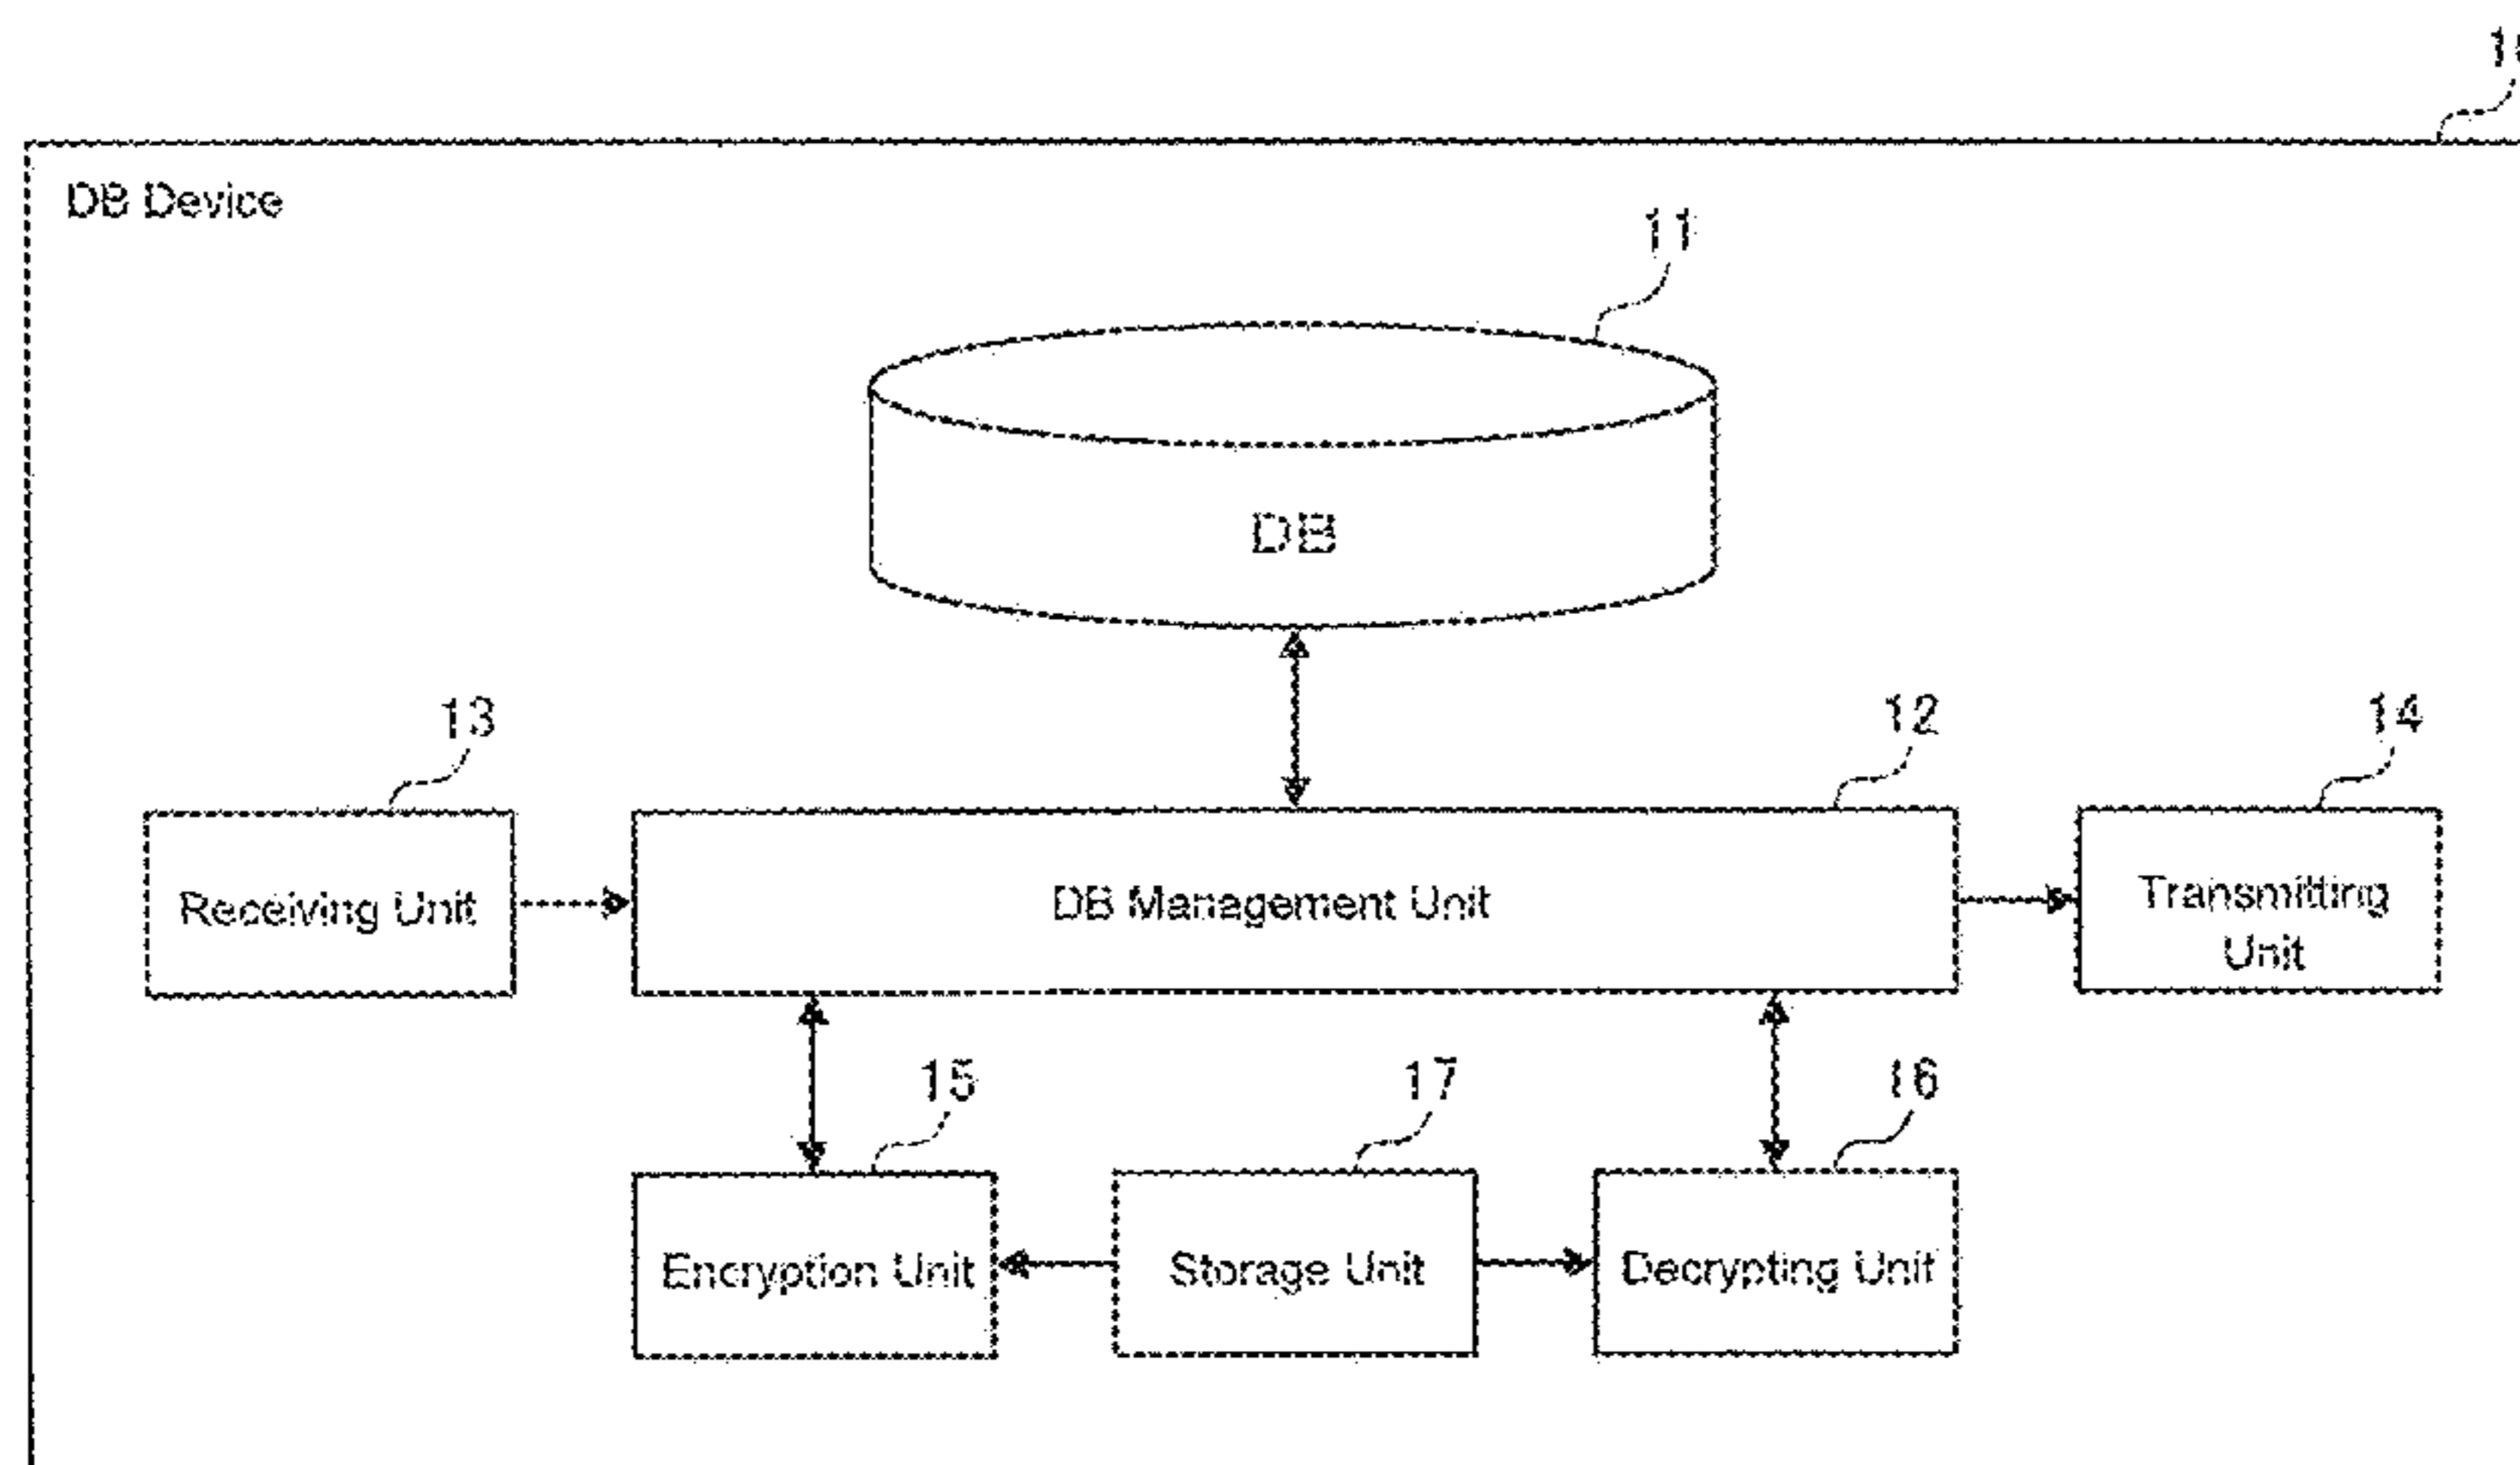 DB Device
11
DB
13
12
14
Receiving Unit
DB Management Unit
Transmitting
Unit
15
17
16
Encryption Unit
Storage Unit
Decrypting Unit